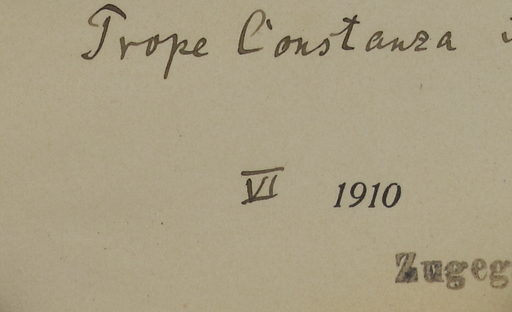 Trope Constanza
VI 1910
Zugeg